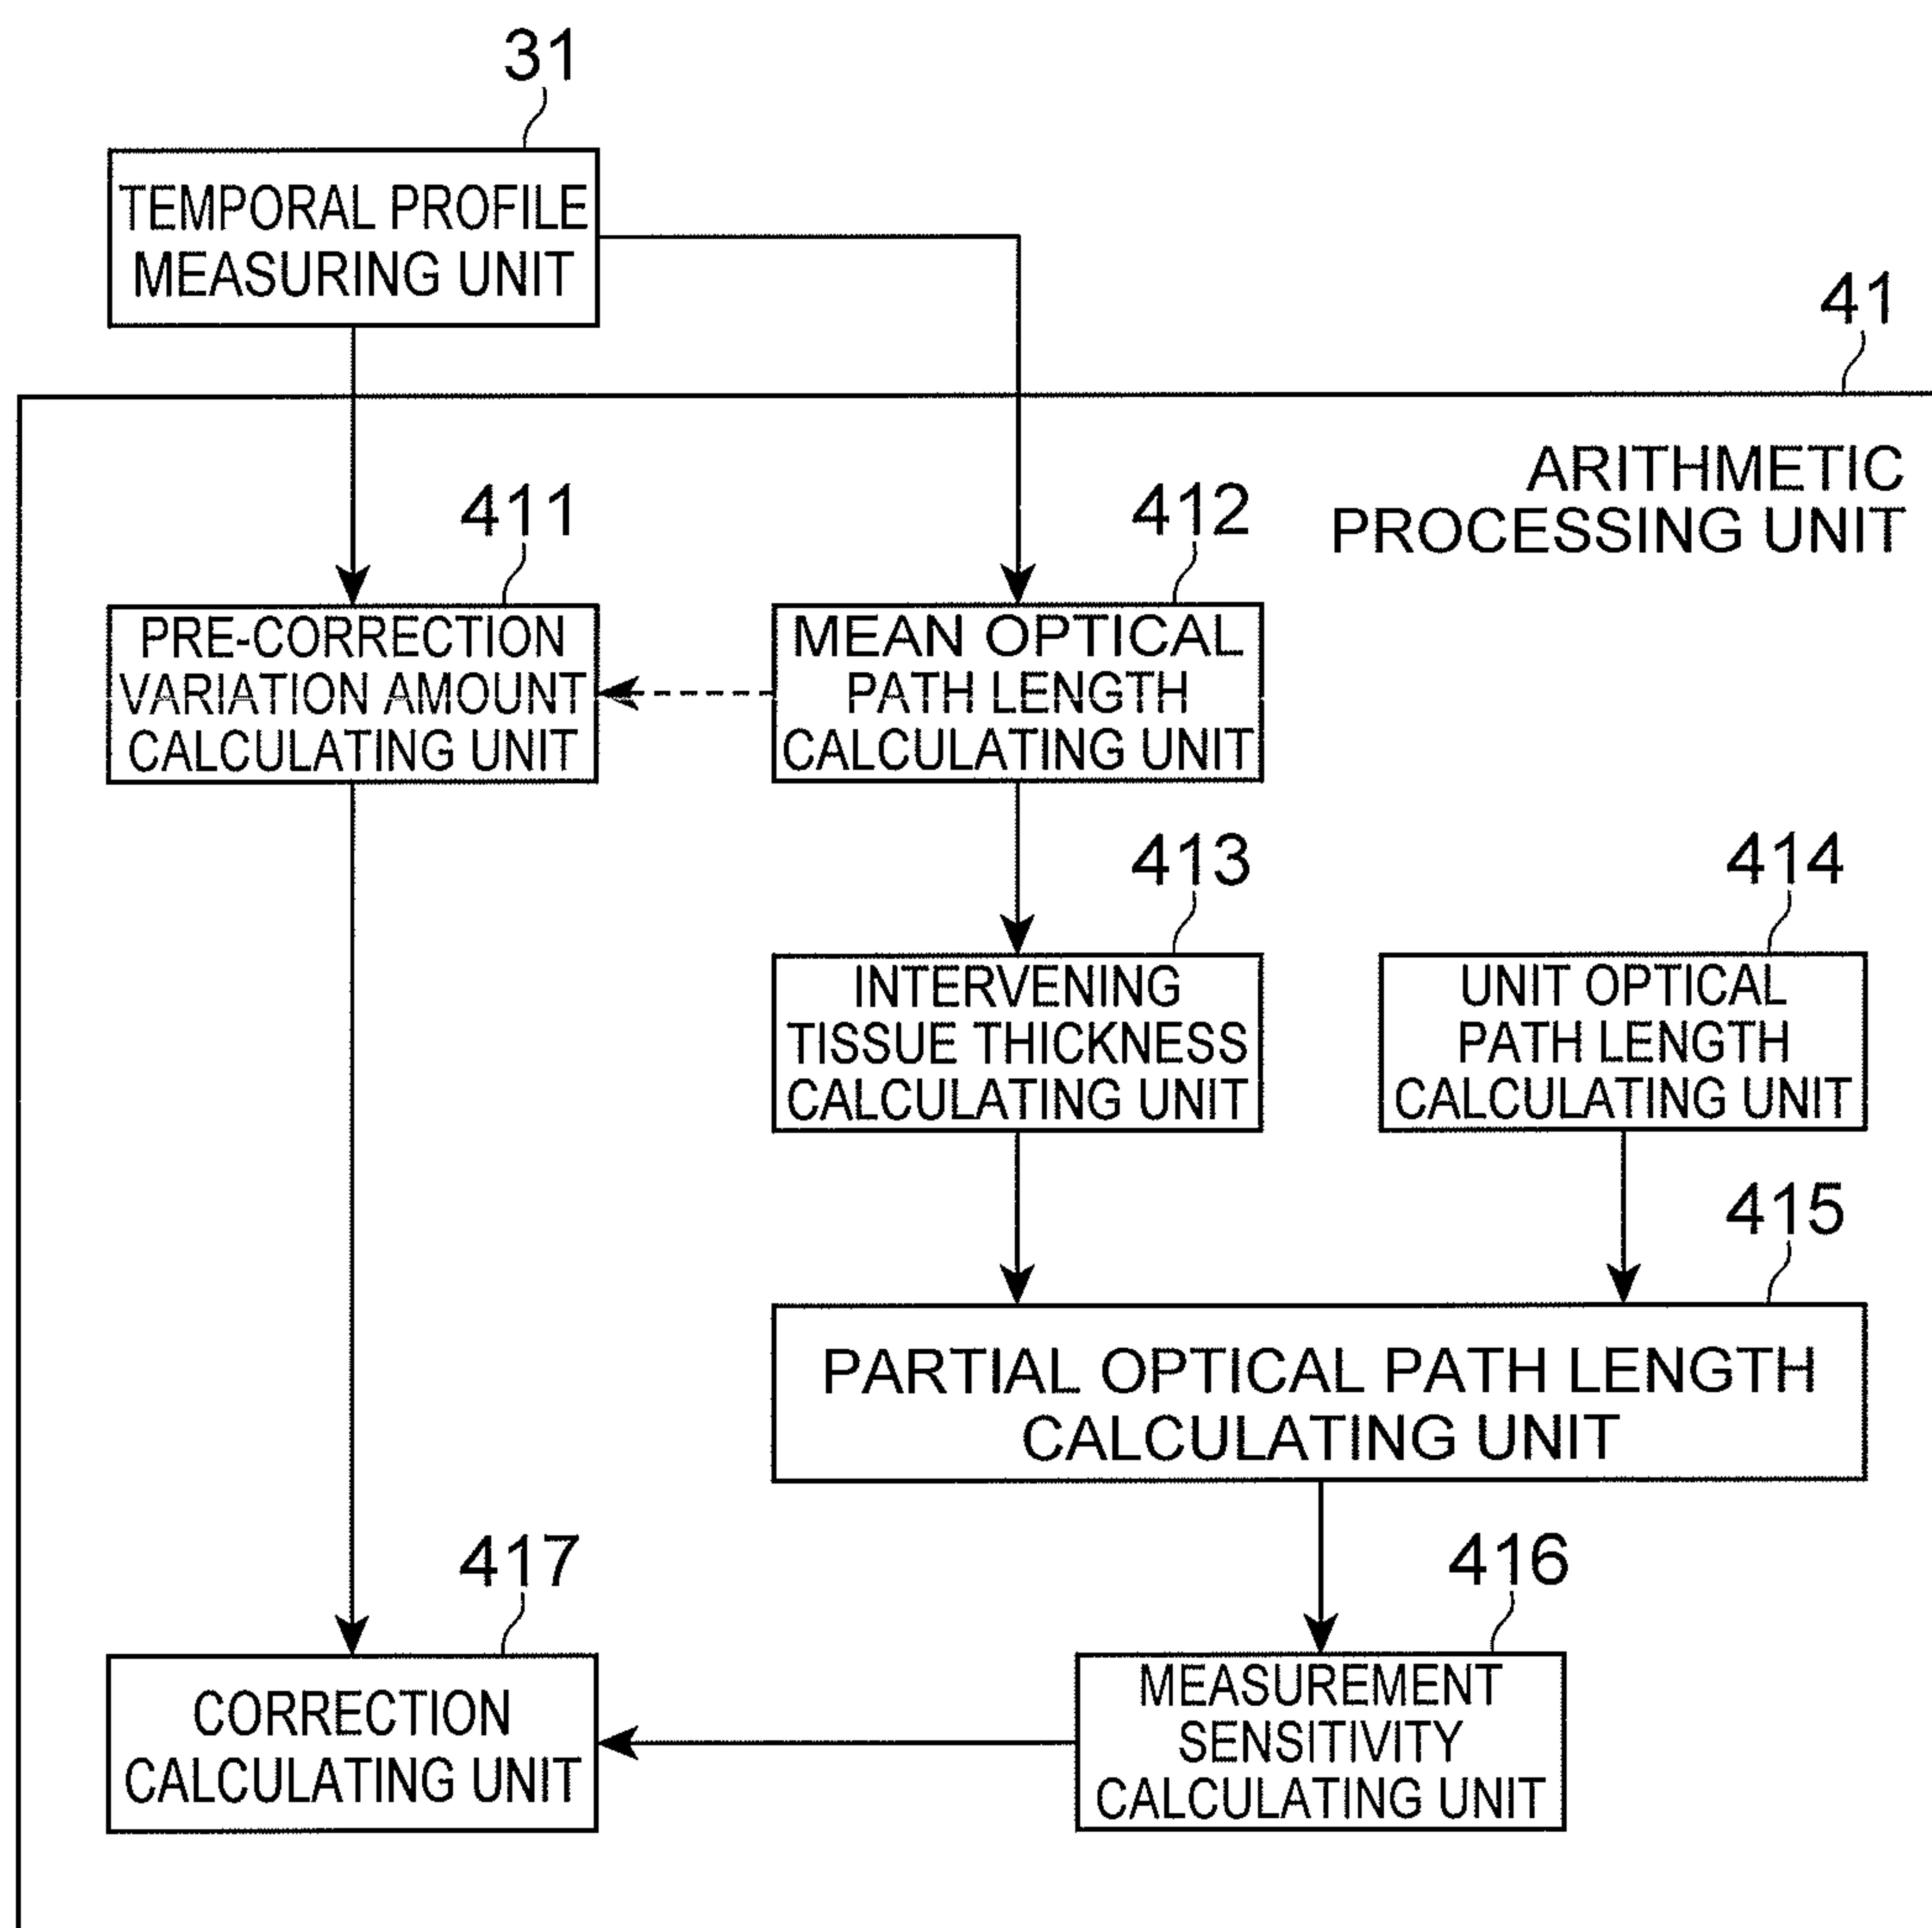 31
TEMPORAL PROFILE
MEASURING UNIT
41
ARITHMETIC
PROCESSING UNIT
411
PRE-CORRECTION
VARIATION AMOUNT
CALCULATING UNIT
412
MEAN OPTICAL
PATH LENGTH
CALCULATING UNIT
413
INTERVENING
TISSUE THICKNESS
CALCULATING UNIT
414
UNIT OPTICAL
PATH LENGTH
CALCULATING UNIT
415
PARTIAL OPTICAL PATH LENGTH
CALCULATING UNIT
416
MEASUREMENT
SENSITIVITY
CALCULATING UNIT
417
CORRECTION
CALCULATING UNIT